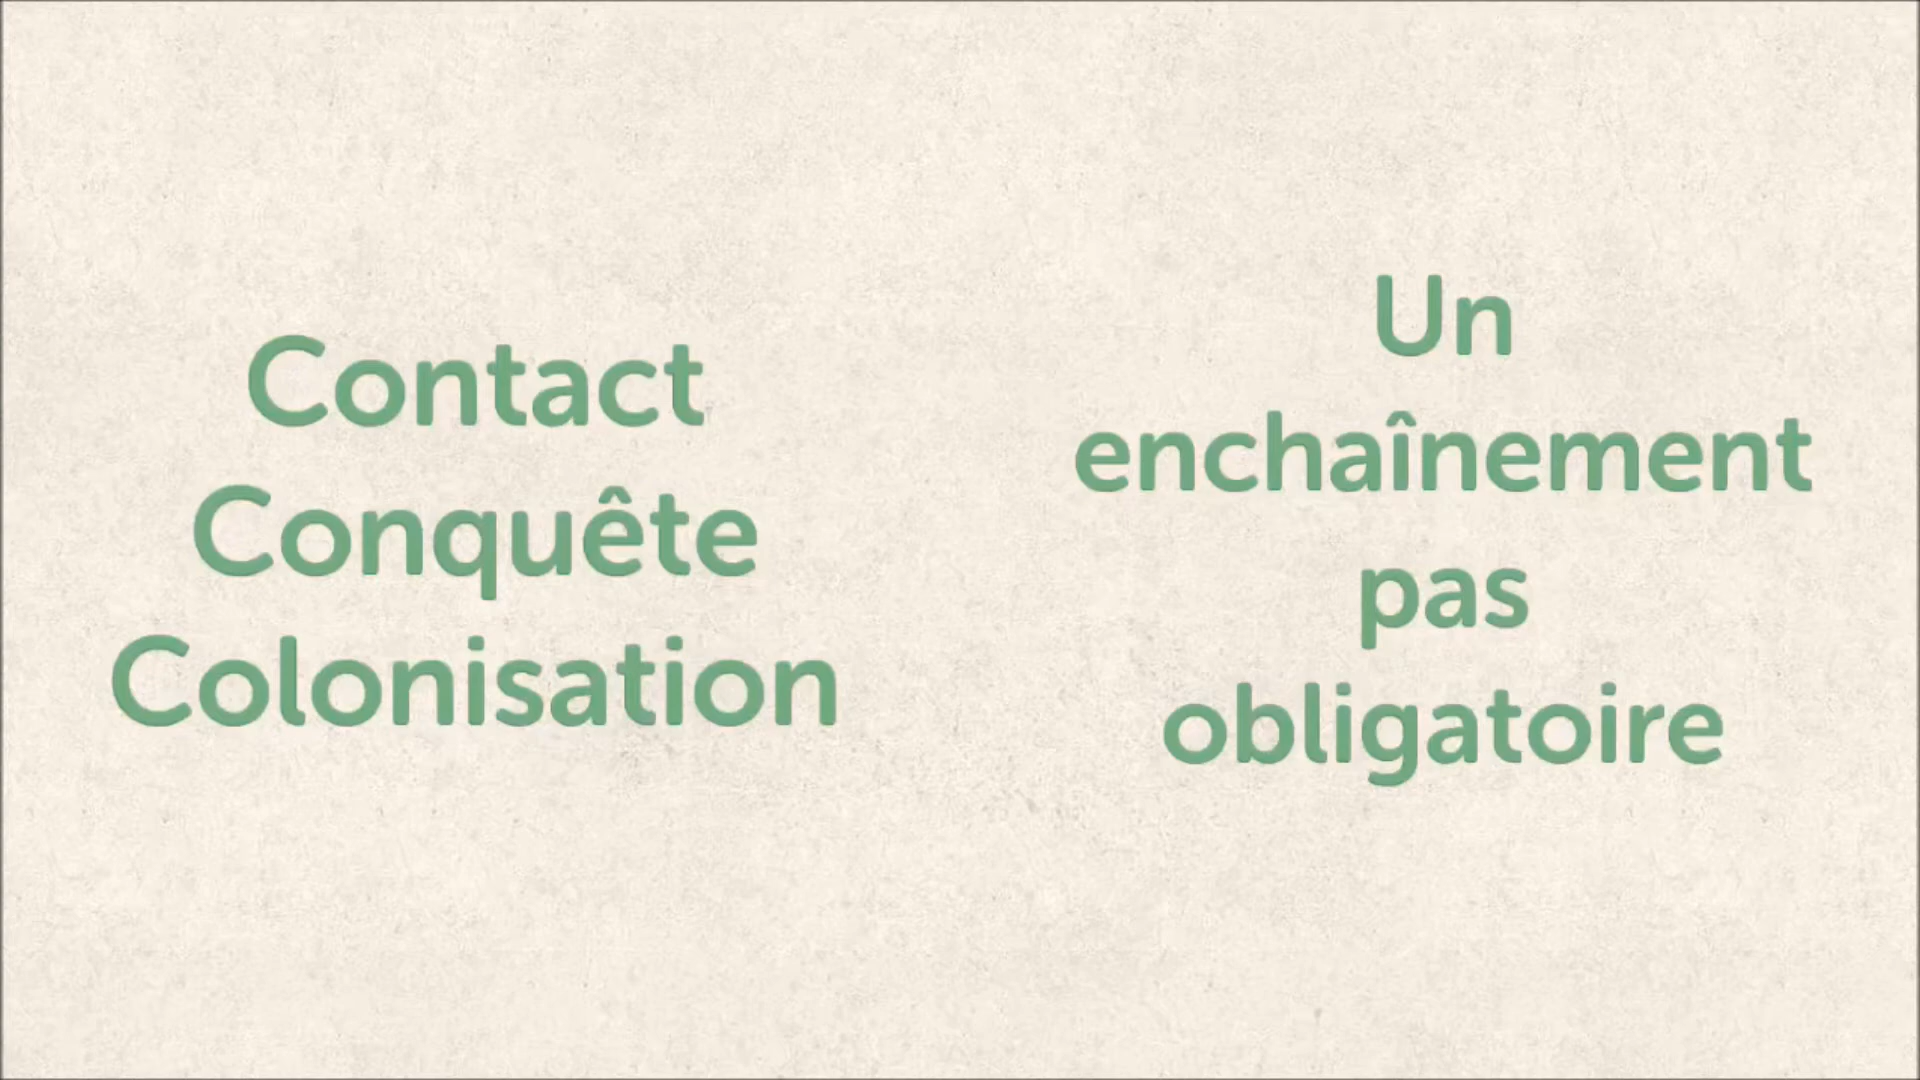 Contact
Conquête
Colonisation
Un
enchaînement
pas
obligatoire